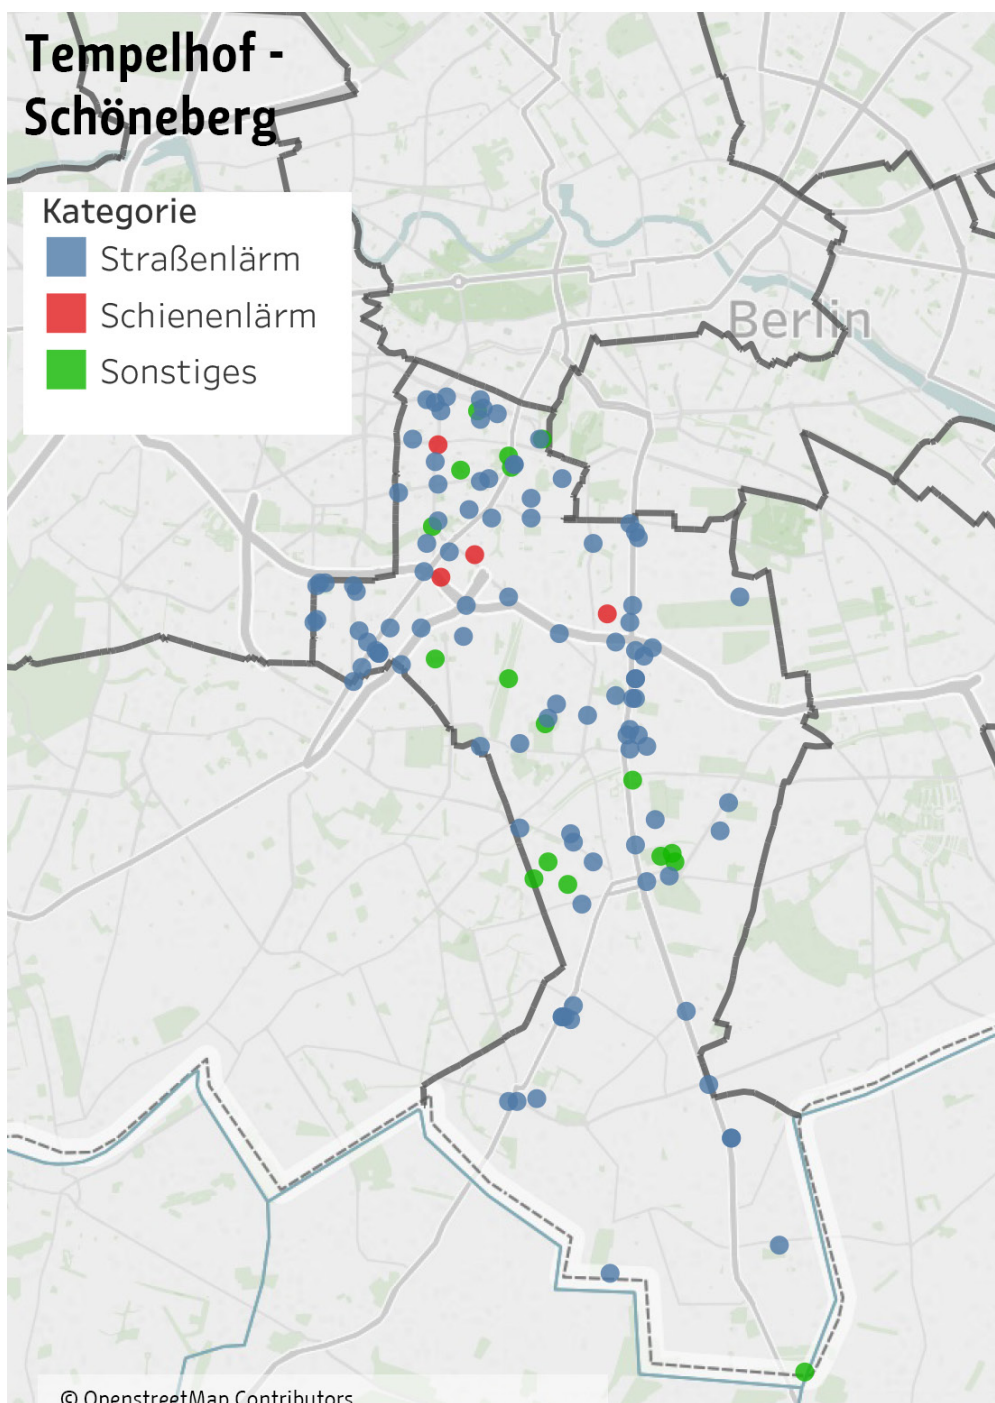 Tempelhof -
Schöneberg
Kategorie
Straßenlärm
Schienenlärm
Sonstiges
Berlin
© OpenstreetMap Contributors